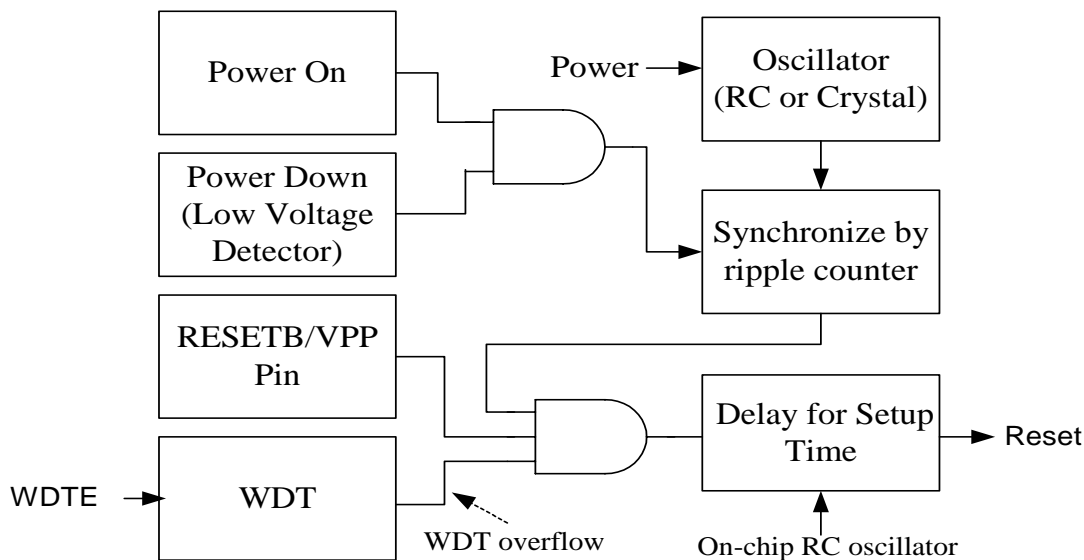 Power On
Power
Oscillator
(RC or Crystal)
Power Down
(Low Voltage
Detector)
Synchronize by
ripple counter
RESETB/VPP
Pin
Delay for Setup
Time
Reset
WDTE
WDT
WDT overflow
On-chip RC oscillator